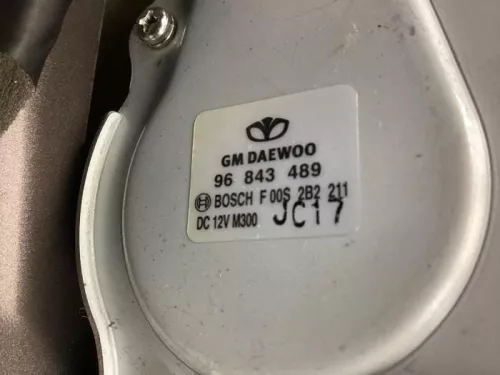 GM DAEWOO
96 843 489
BOSCH F 00S 2B2 211
DC 12V M300 JC17